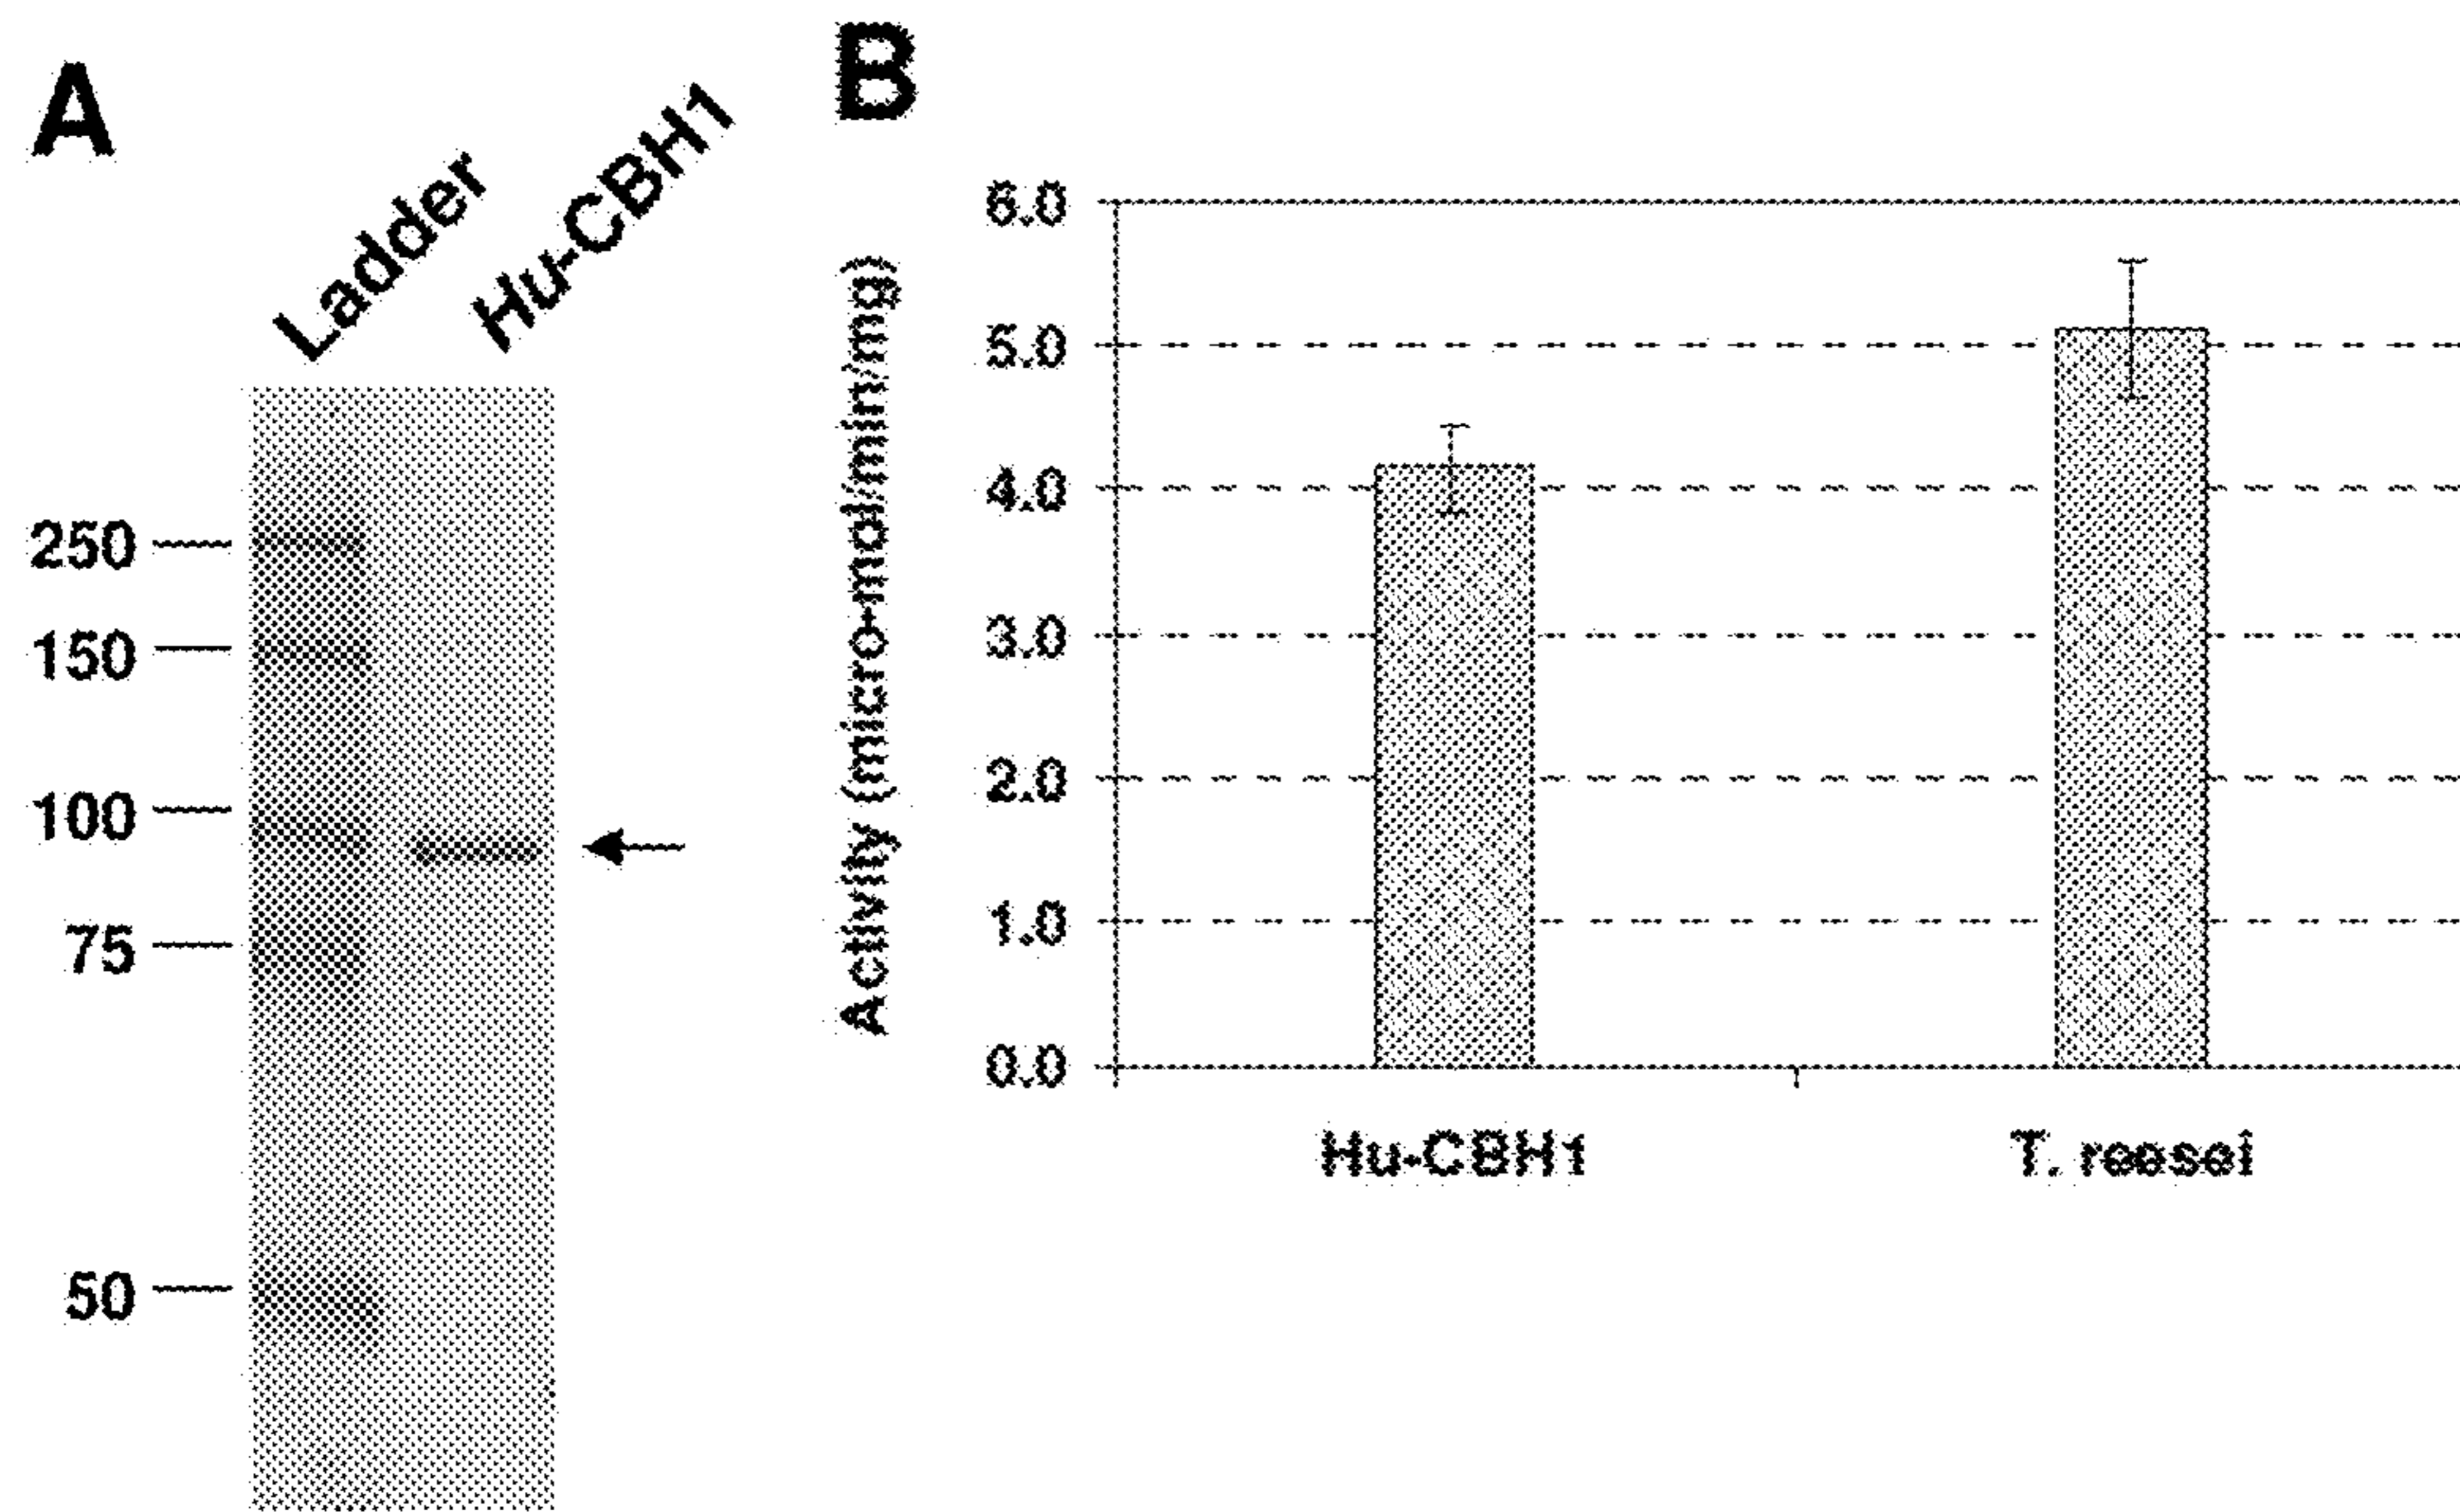 A
Ladder
Hu-CBH1
250
150
100
75
50
B
Activity (micro-mol/min/mg)
6.0
5.0
4.0
3.0
2.0
1.0
0.0
Hu-CBH1
T. reesei